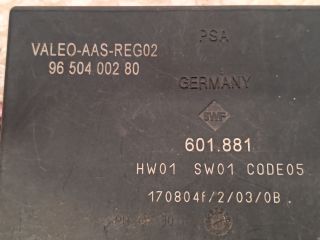 VALEO-AAS-REG02
PSA
96 504 002 80
GERMANY
SWF
601.881
HW01 SW01 CODE05
170804f/2/03/0B.